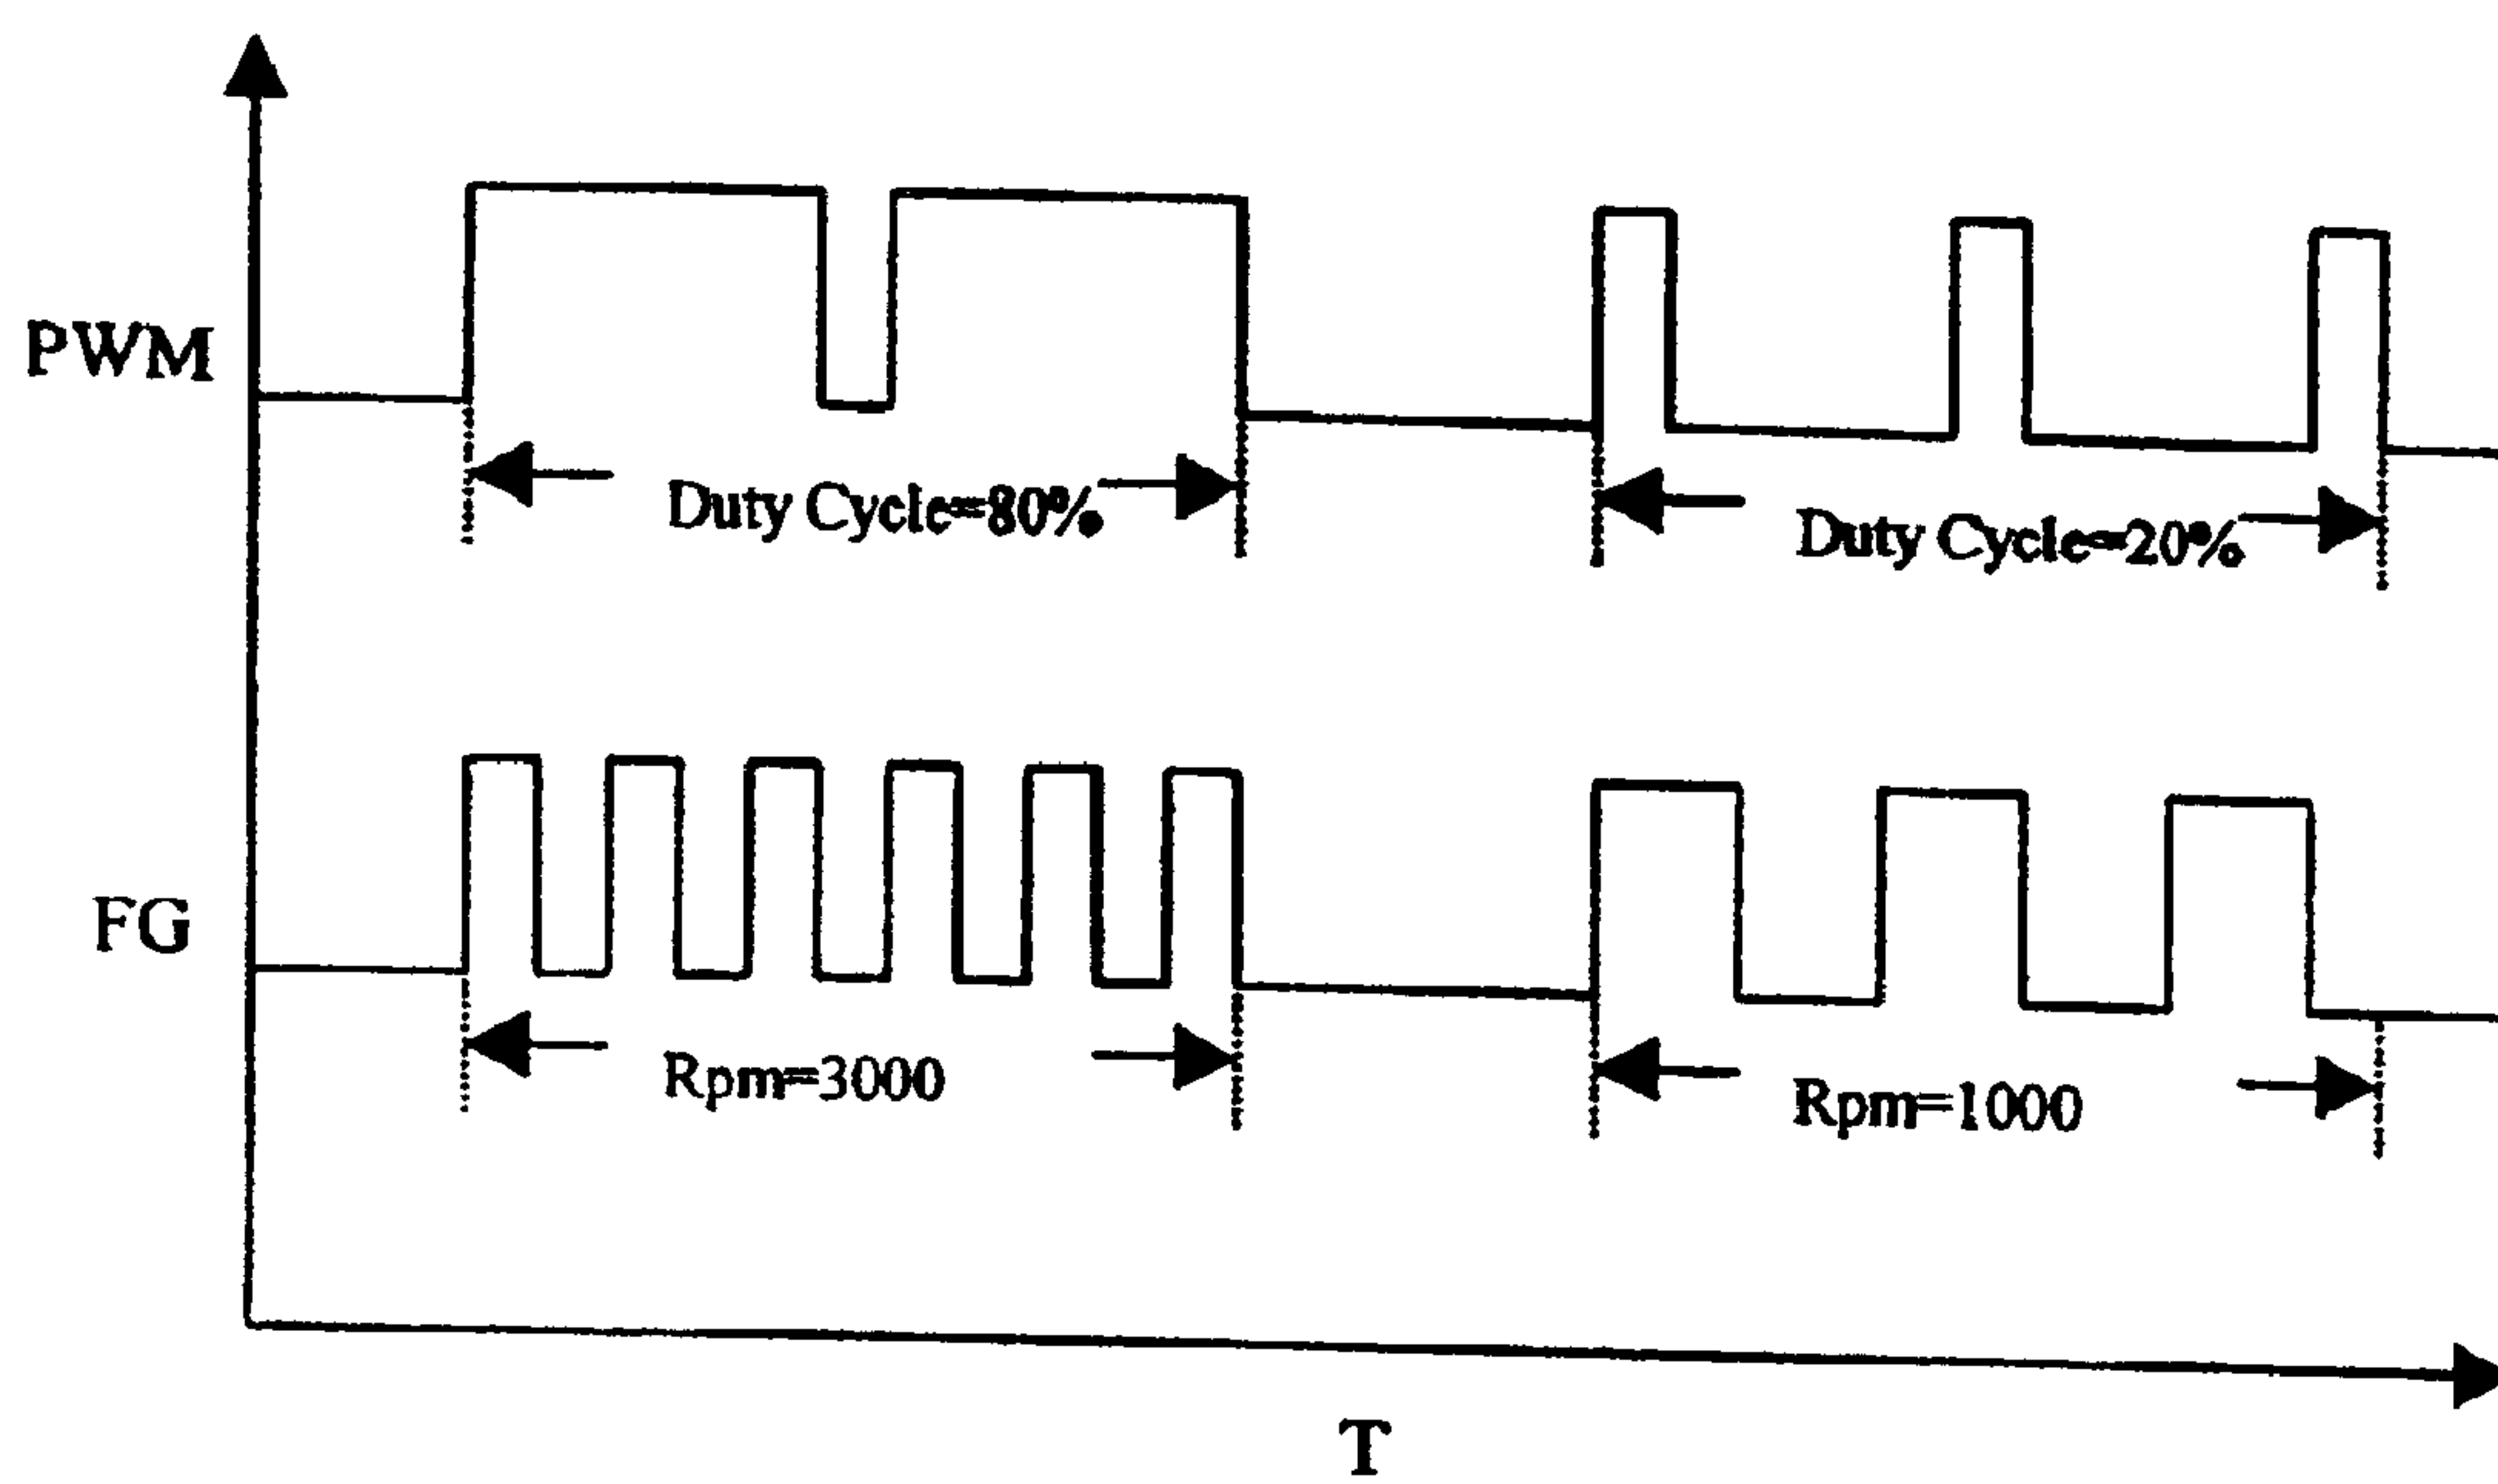 PWM
Duty Cycle=80%
Duty Cycle=20%
FG
Rpm=3000
Rpm=1000
T